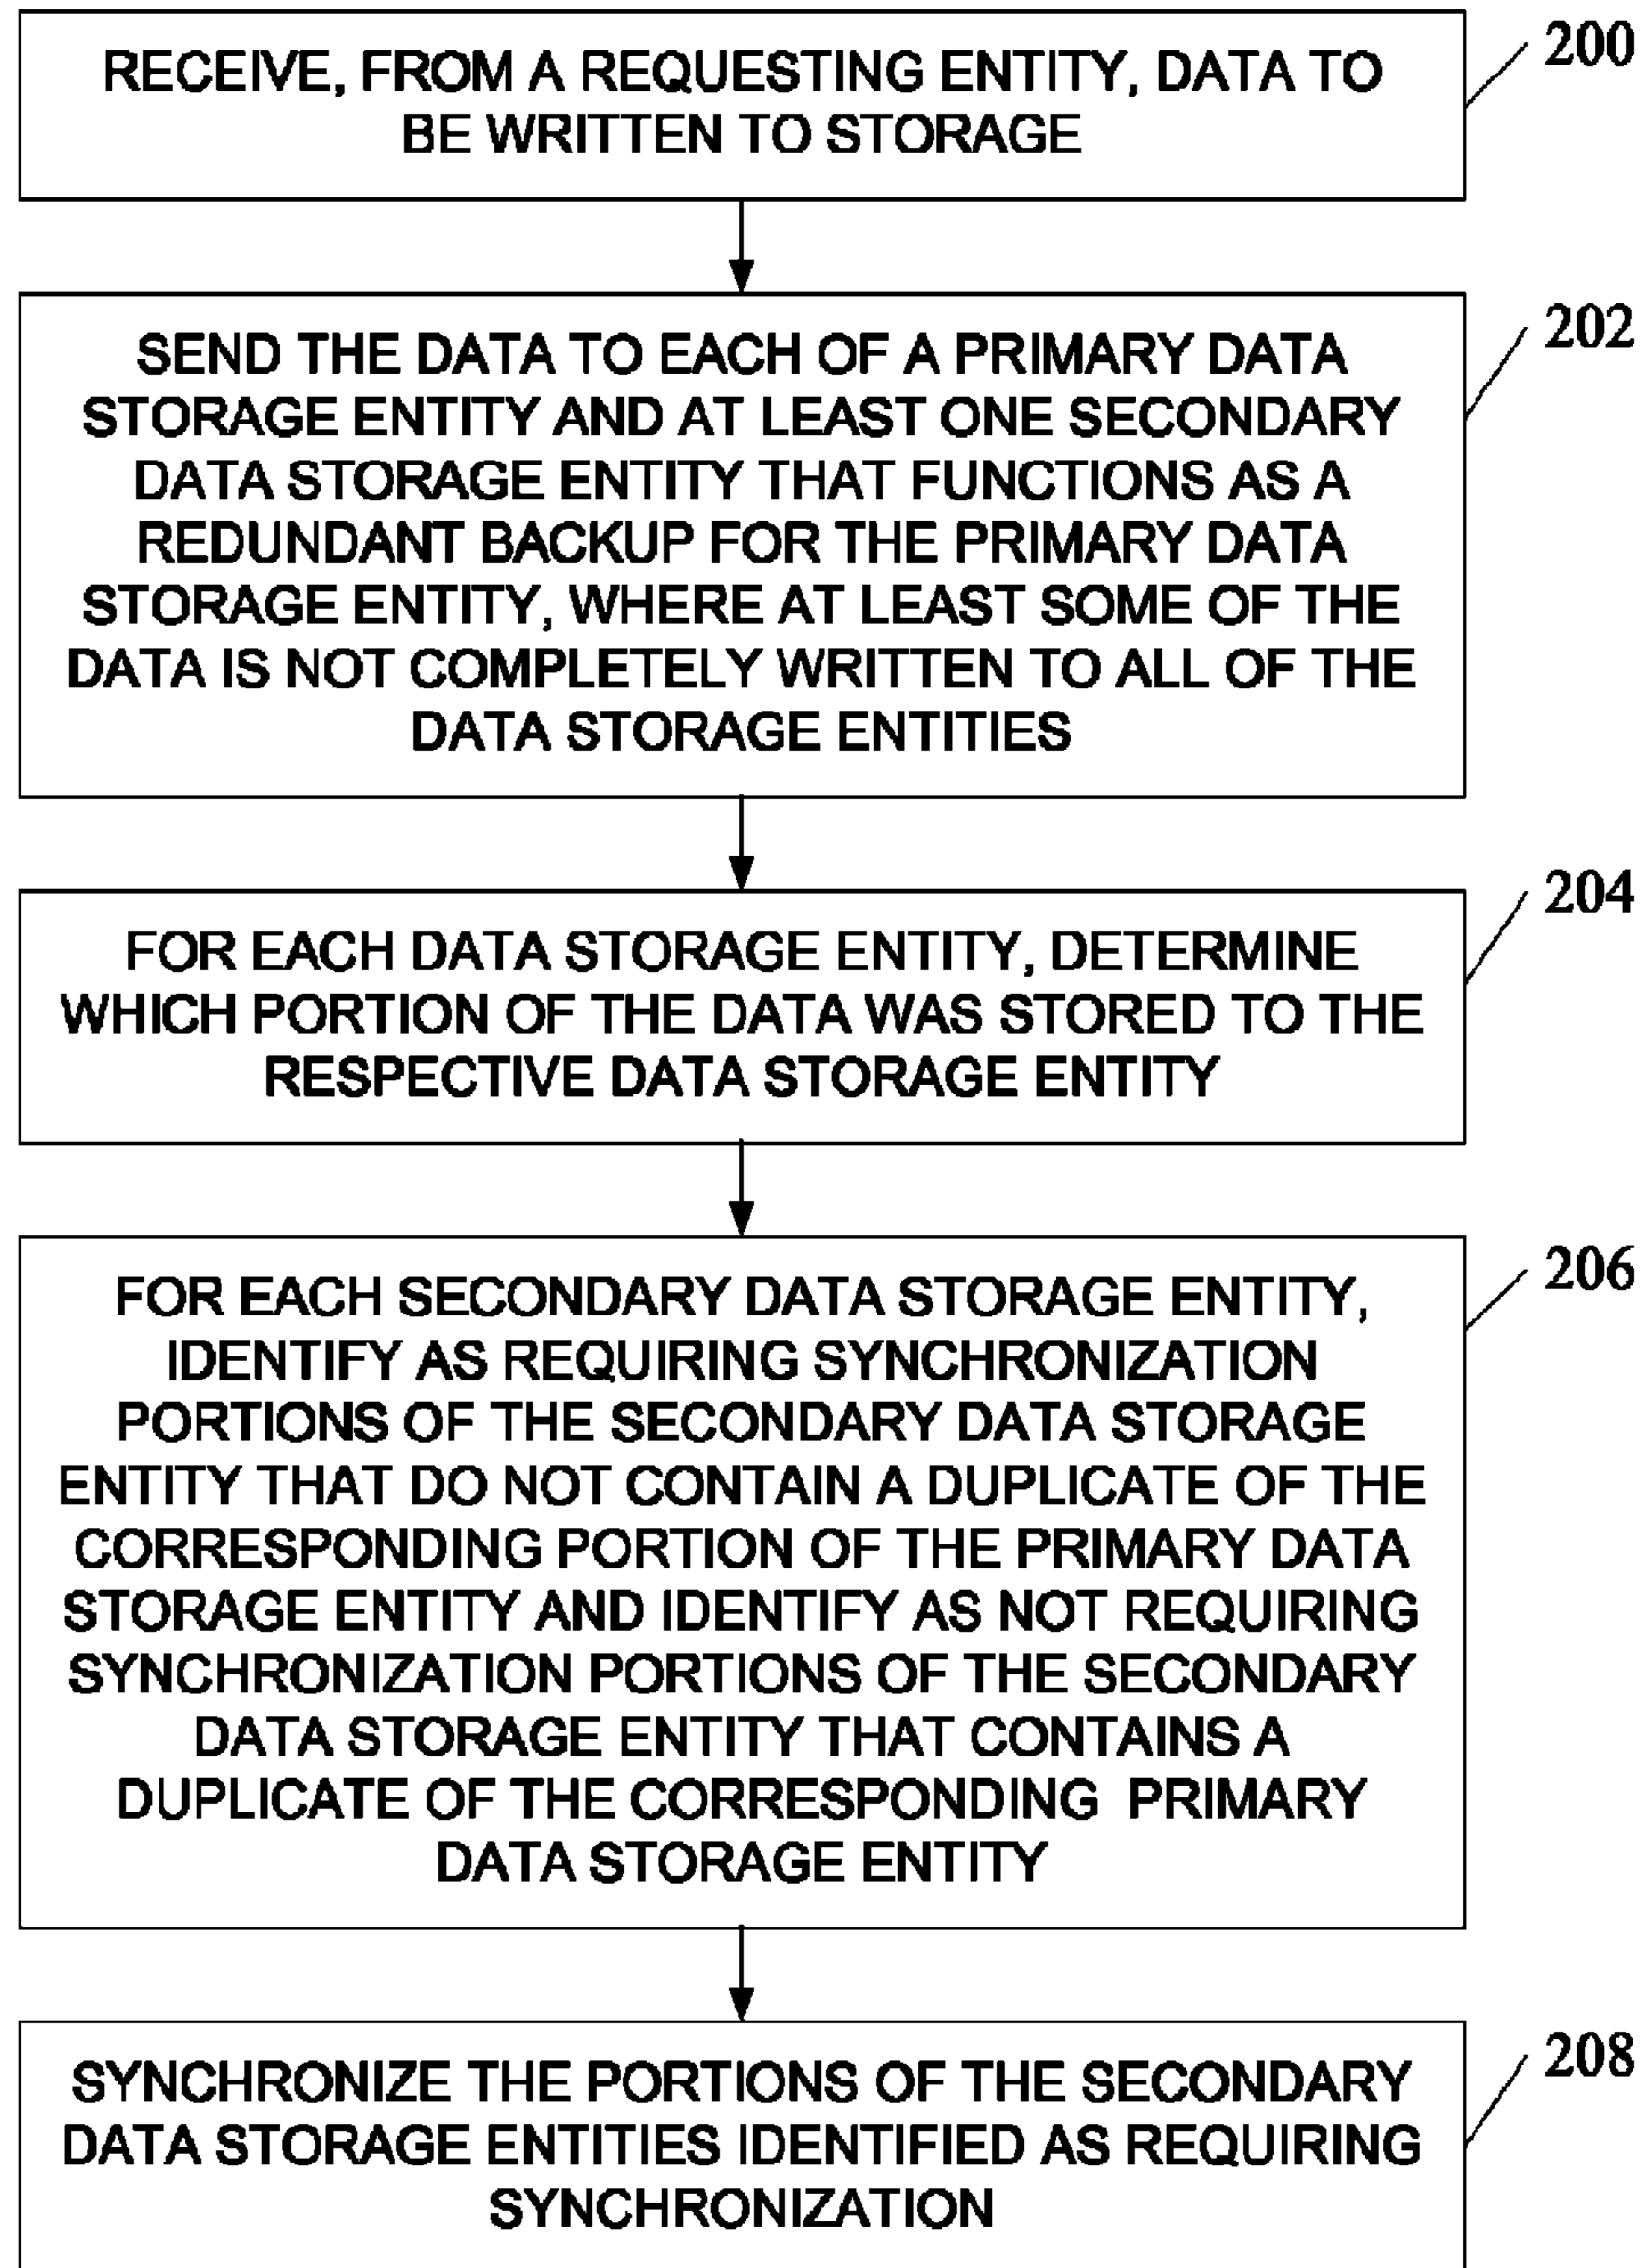 RECEIVE, FROM A REQUESTING ENTITY, DATA TO
BE WRITTEN TO STORAGE
200
SEND THE DATA TO EACH OF A PRIMARY DATA
STORAGE ENTITY AND AT LEAST ONE SECONDARY
DATA STORAGE ENTITY THAT FUNCTIONS AS A
REDUNDANT BACKUP FOR THE PRIMARY DATA
STORAGE ENTITY, WHERE AT LEAST SOME OF THE
DATA IS NOT COMPLETELY WRITTEN TO ALL OF THE
DATA STORAGE ENTITIES
202
FOR EACH DATA STORAGE ENTITY, DETERMINE
WHICH PORTION OF THE DATA WAS STORED TO THE
RESPECTIVE DATA STORAGE ENTITY
204
FOR EACH SECONDARY DATA STORAGE ENTITY,
IDENTIFY AS REQUIRING SYNCHRONIZATION
PORTIONS OF THE SECONDARY DATA STORAGE
ENTITY THAT DO NOT CONTAIN A DUPLICATE OF THE
CORRESPONDING PORTION OF THE PRIMARY DATA
STORAGE ENTITY AND IDENTIFY AS NOT REQUIRING
SYNCHRONIZATION PORTIONS OF THE SECONDARY
DATA STORAGE ENTITY THAT CONTAINS A
DUPLICATE OF THE CORRESPONDING PRIMARY
DATA STORAGE ENTITY
206
SYNCHRONIZE THE PORTIONS OF THE SECONDARY
DATA STORAGE ENTITIES IDENTIFIED AS REQUIRING
SYNCHRONIZATION
208